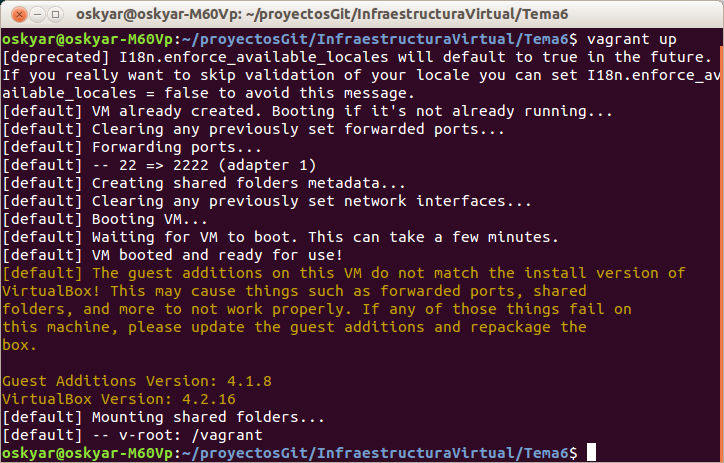 oskyar@oskyar-M60Vp: ~/proyectosGit/InfraestructuraVirtual/Tema6
oskyar@oskyar-M60Vp:~/proyectosGit/InfraestructuraVirtual/Tema6$ vagrant up
[deprecated] I18n.enforce_available_locales will default to true in the future.
If you really want to skip validation of your locale you can set I18n.enforce_av
ailable_locales = false to avoid this message.
[default] VM already created. Booting if it's not already running...
[default] Clearing any previously set forwarded ports...
[default] Forwarding ports...
[default] -- 22 => 2222 (adapter 1)
[default] Creating shared folders metadata...
[default] Clearing any previously set network interfaces...
[default] Booting VM...
[default] Waiting for VM to boot. This can take a few minutes.
[default] VM booted and ready for use!
[default] The guest additions on this VM do not match the install version of
VirtualBox! This may cause things such as forwarded ports, shared
folders, and more to not work properly. If any of those things fail on
this machine, please update the guest additions and repackage the
box.
Guest Additions Version: 4.1.8
VirtualBox Version: 4.2.16
[default] Mounting shared folders...
[default] -- v-root: /vagrant
oskyar@oskyar-M60Vp:~/proyectosGit/InfraestructuraVirtual/Tema6$